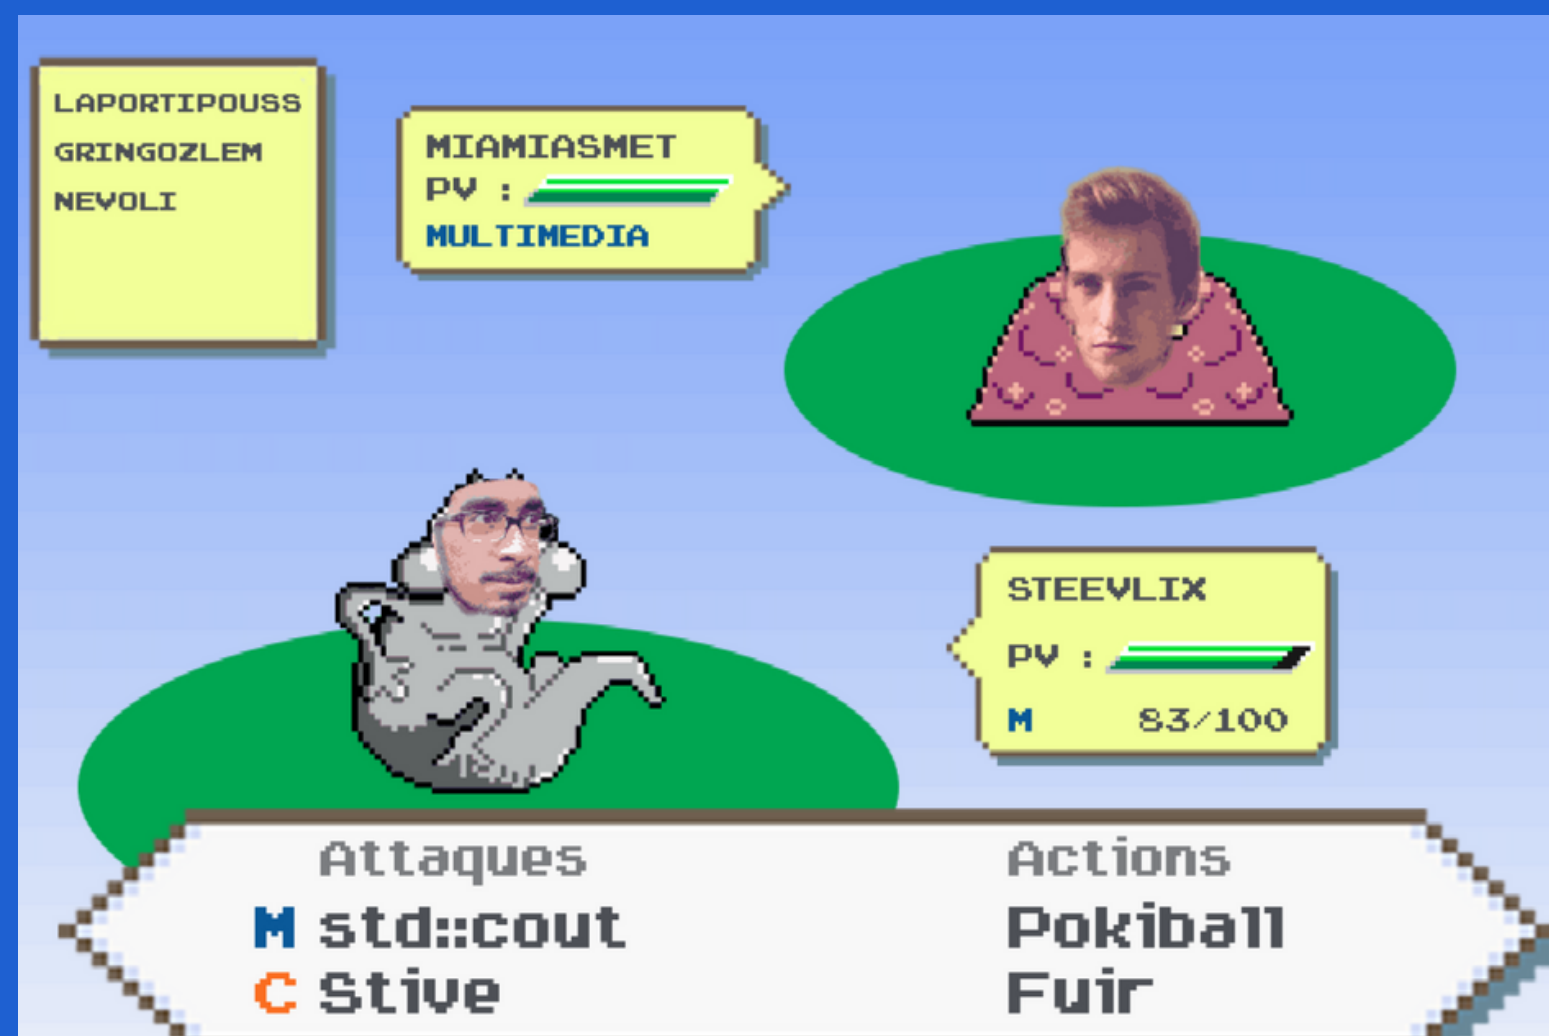 LAPORTIPOUSS
GRINGOZLEM
NEVOLI
MIAMIASMET
PV :
MULTIMEDIA
STEEVLIX
PV :
M 83/100
Attaques
M std::cout
C Stive
Actions
Pokiball
Fuir